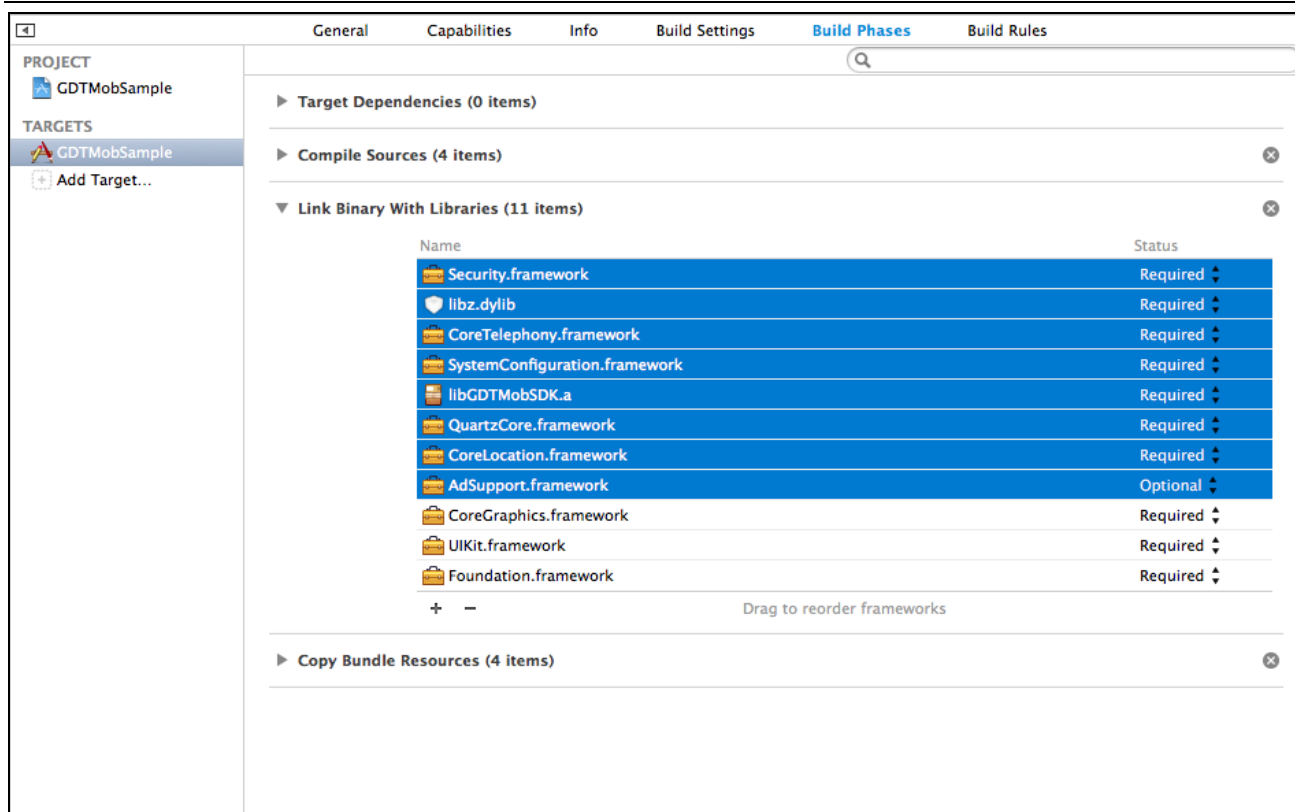 General Capabilities Info Build Settings Build Phases Build Rules
PROJECT
GDTMobSample
TARGETS
GDTMobSample
Add Target...
Target Dependencies (0 items)
Compile Sources (4 items)
Link Binary With Libraries (11 items)
Name Status
Security.framework Required
libz.dylib Required
CoreTelephony.framework Required
SystemConfiguration.framework Required
libGDTMobSDK.a Required
QuartzCore.framework Required
CoreLocation.framework Required
AdSupport.framework Optional
CoreGraphics.framework Required
UIKit.framework Required
Foundation.framework Required
+ − Drag to reorder frameworks
Copy Bundle Resources (4 items)